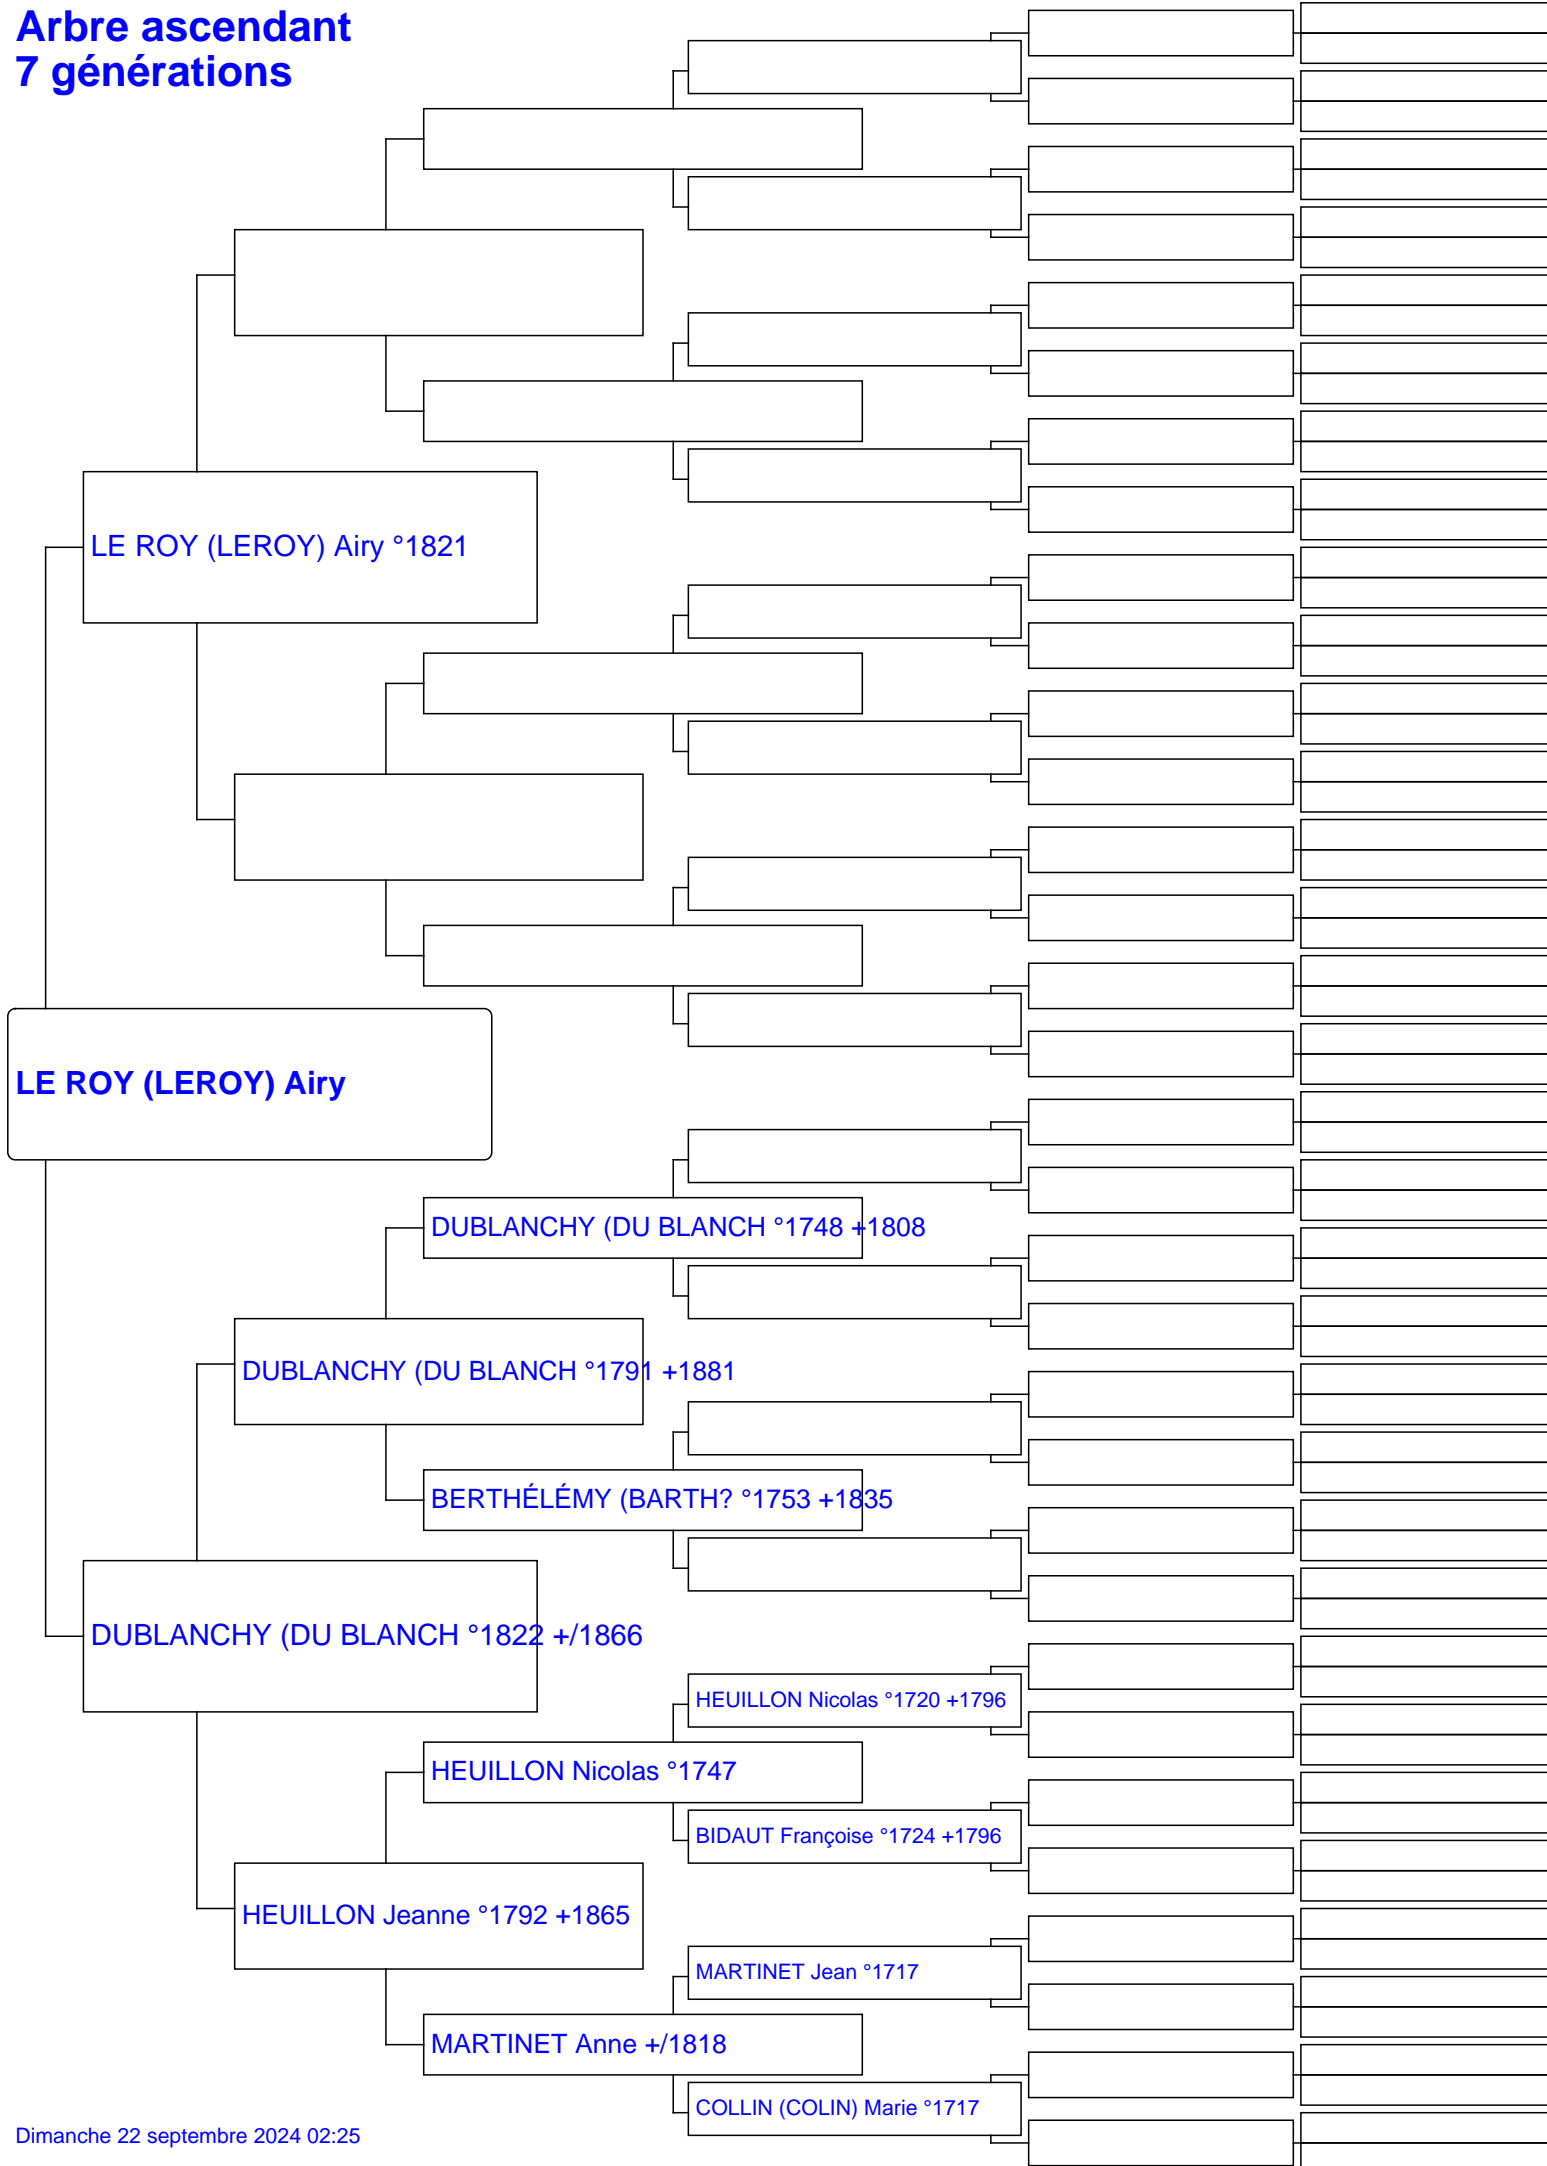 Arbre ascendant
7 générations
LE ROY (LEROY) Airy °1821
LE ROY (LEROY) Airy
DUBLANCHY (DU BLANCH °1748 +1808
DUBLANCHY (DU BLANCH °1791 +1881
BERTHÉLÉMY (BARTH? °1753 +1835
DUBLANCHY (DU BLANCH °1822 +/1866
HEUILLON Nicolas °1720 +1796
HEUILLON Nicolas °1747
BIDAUT Françoise °1724 +1796
HEUILLON Jeanne °1792 +1865
MARTINET Jean °1717
MARTINET Anne +/1818
COLLIN (COLIN) Marie °1717
Dimanche 22 septembre 2024 02:25